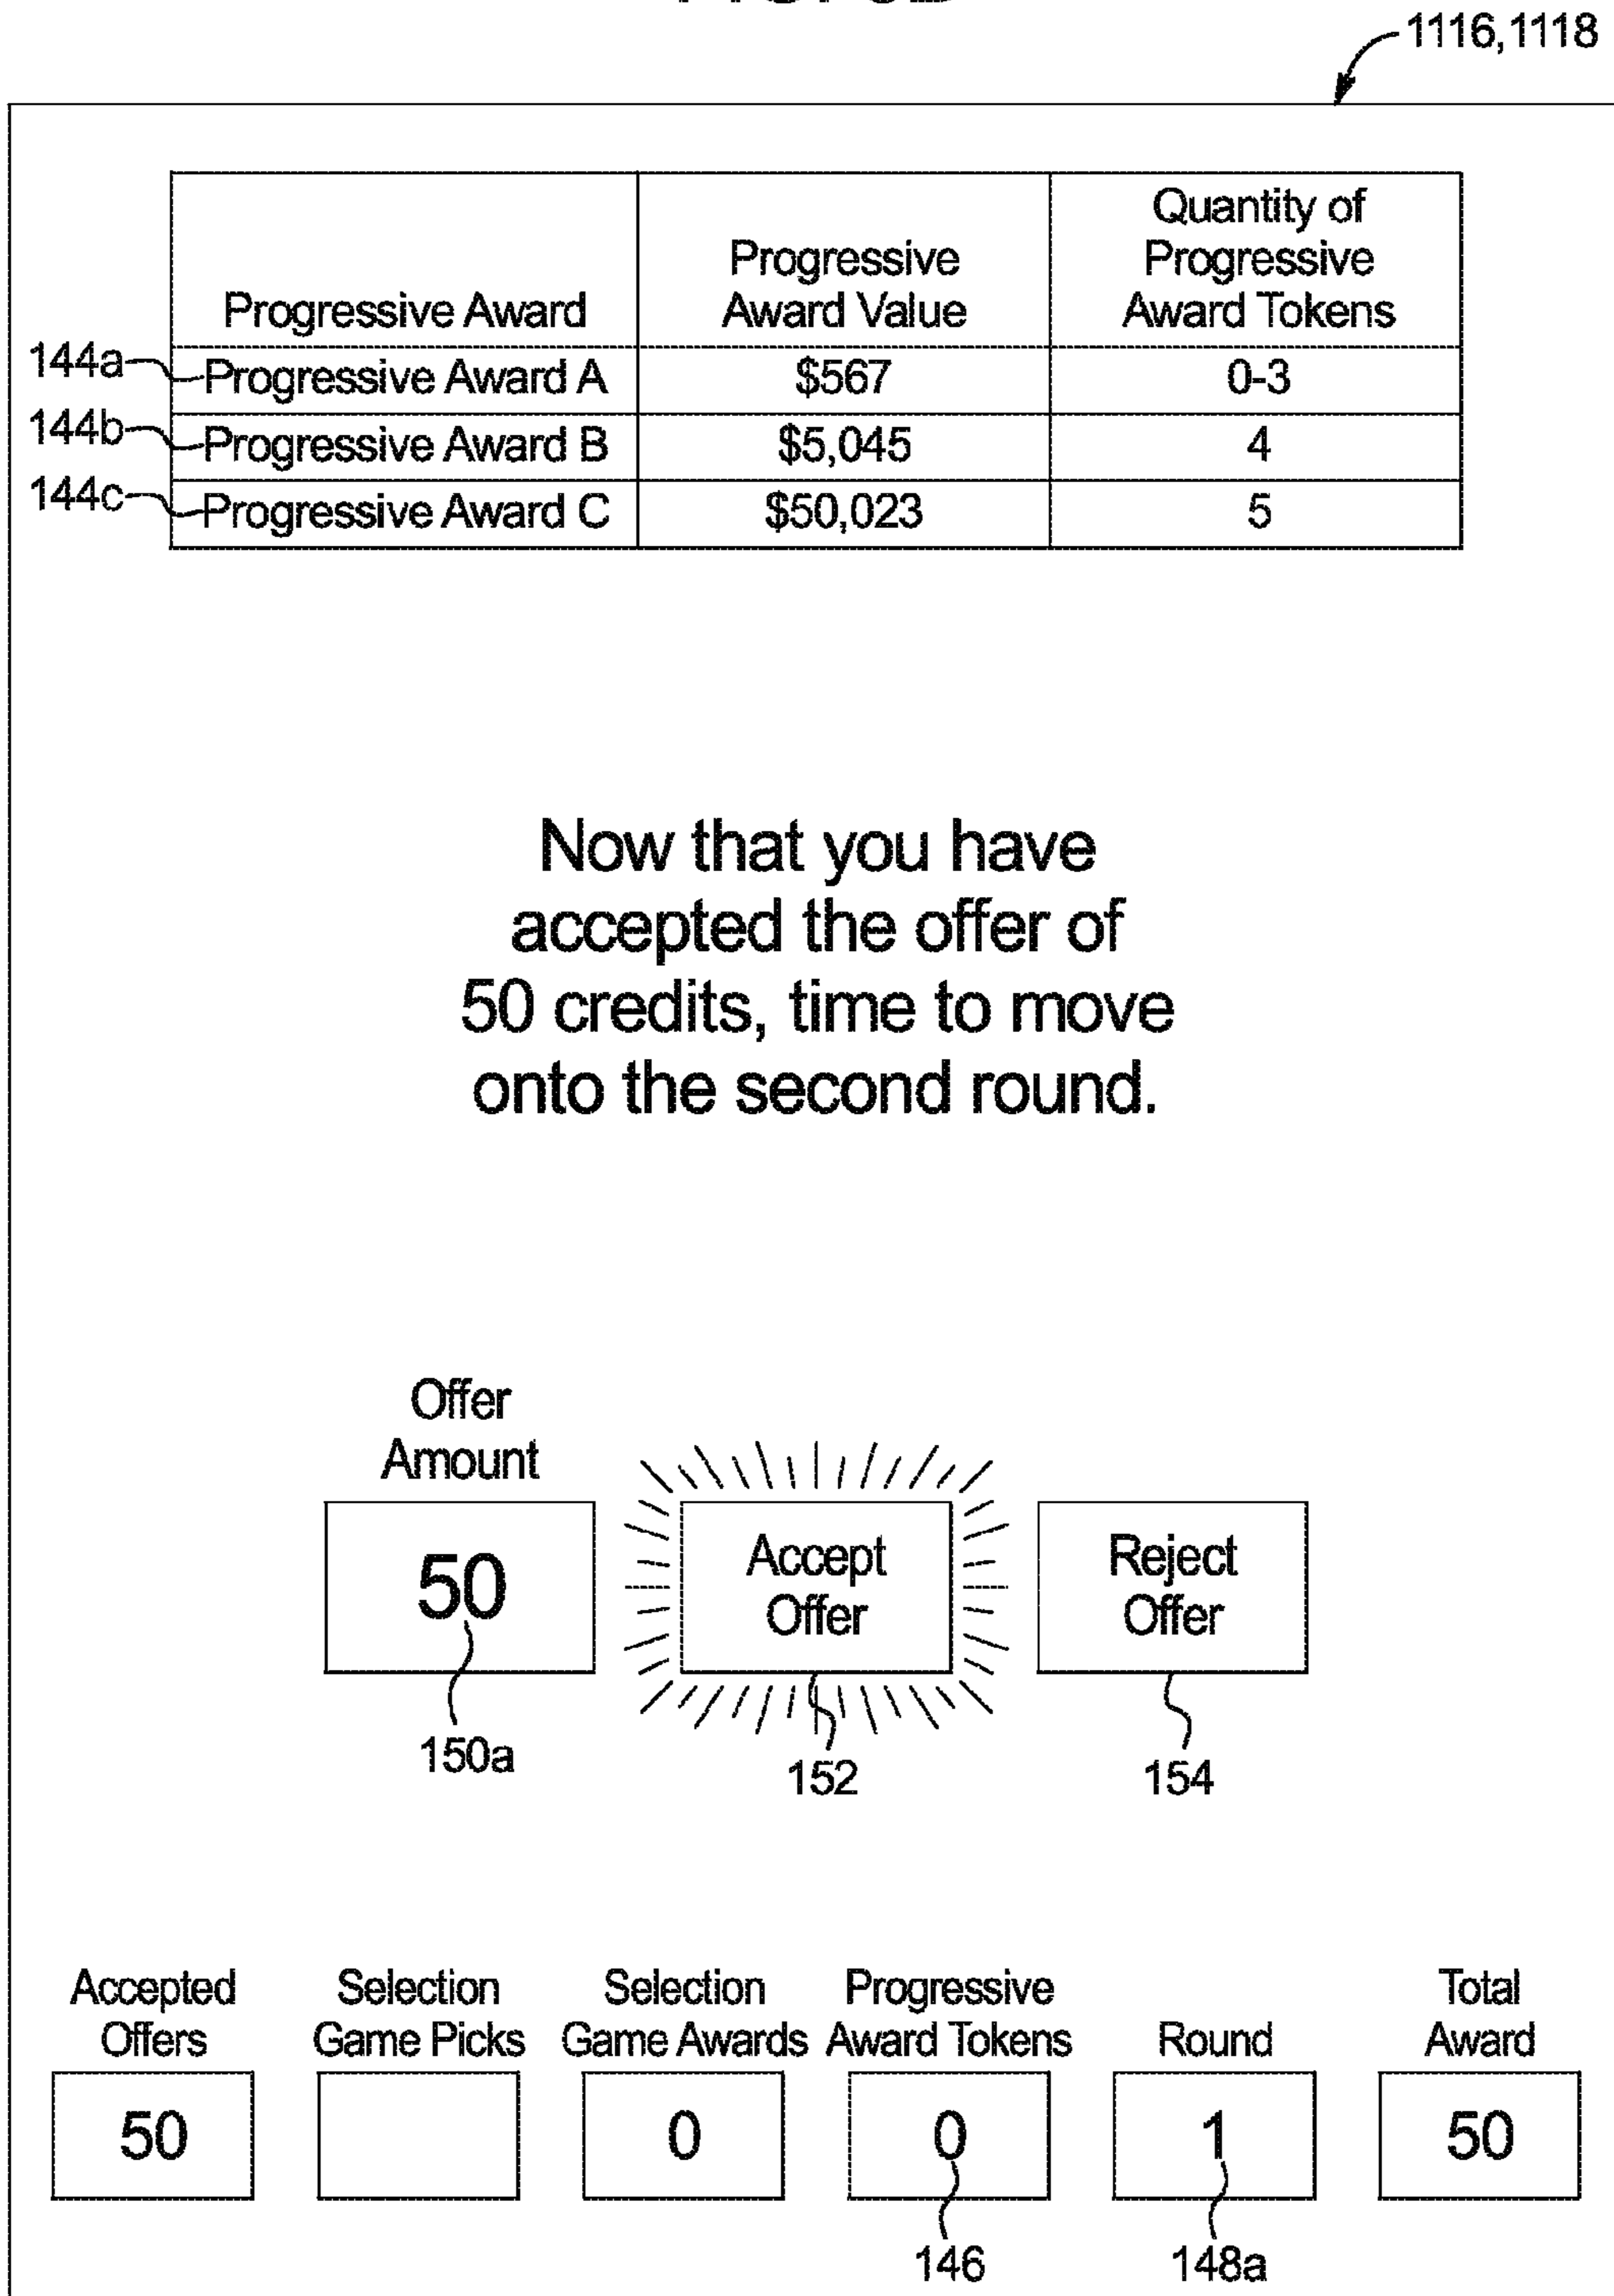 1116,1118
Quantity of
Progressive Progressive
Progressive Award Award Value Award Tokens
144a Progressive Award A $567 0-3
144b Progressive Award B $5,045 4
144c Progressive Award C $50,023 5
Now that you have
accepted the offer of
50 credits, time to move
onto the second round.
Offer
Amount
50
Accept
Offer
Reject
Offer
150a
152
154
Accepted Selection Selection Progressive Total
Offers Game Picks Game Awards Award Tokens Round Award
50 0 0 1 50
146 148a